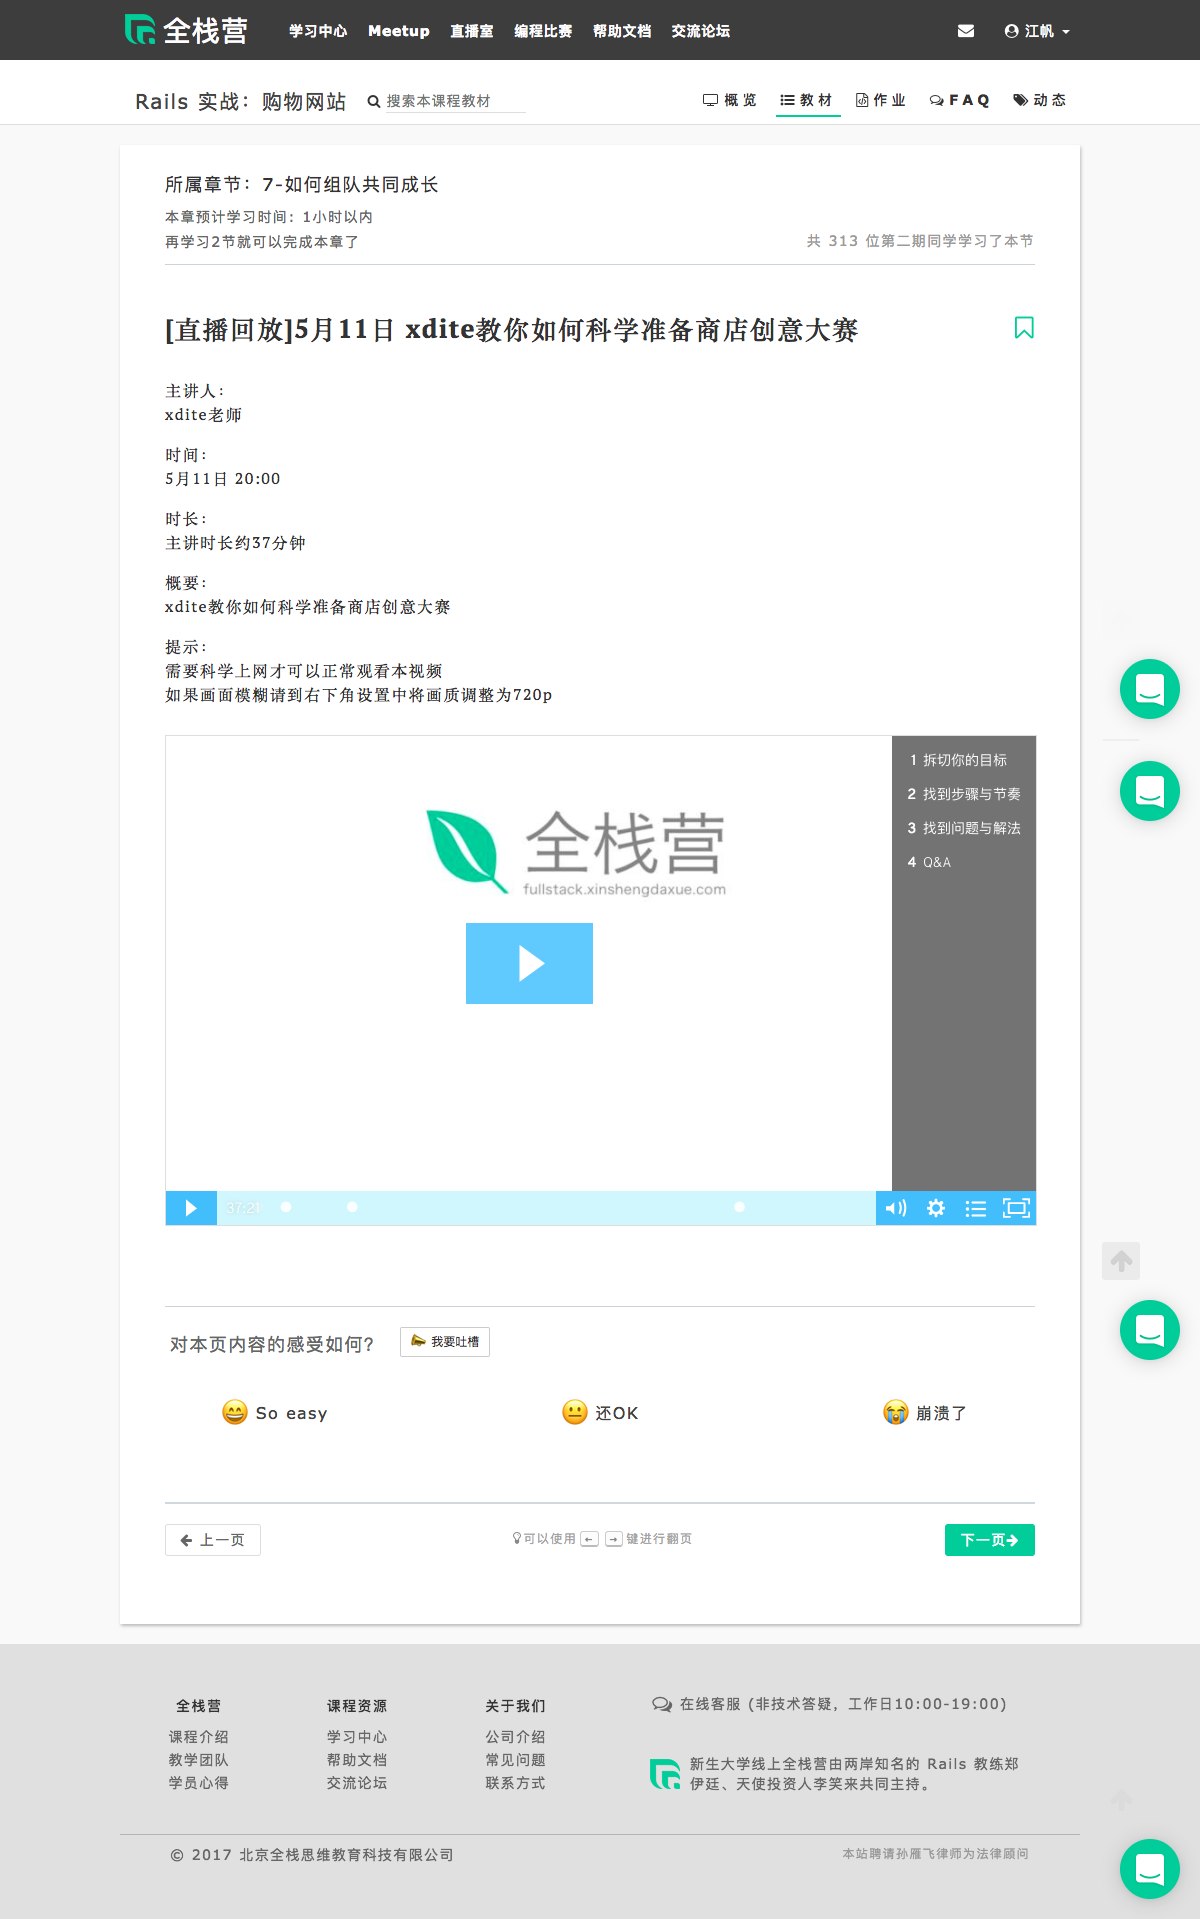 全栈营
学习中心 Meetup 直播室 编程比赛 帮助文档 交流论坛 江帆
Rails 实战：购物网站 搜索本课程教材 概览 教材 作业 FAQ 动态
所属章节：7-如何组队共同成长
本章预计学习时间：1小时以内
再学习2节就可以完成本章了
共 313 位第二期同学学习了本节
[直播回放]5月11日 xdite教你如何科学准备商店创意大赛
主讲人：
xdite老师
时间：
5月11日 20:00
时长：
主讲时长约37分钟
概要：
xdite教你如何科学准备商店创意大赛
提示：
需要科学上网才可以正常观看本视频
如果画面模糊请到右下角设置中将画质调整为720p
全栈营
fullstack.xinshengdaxue.com
1 拆切你的目标
2 找到步骤与节奏
3 找到问题与解法
4 Q&A
37:21
对本页内容的感受如何？ 我要吐槽
So easy 还OK 崩溃了
上一页 可以使用 ← → 键进行翻页 下一页
全栈营 课程资源 关于我们
课程介绍 学习中心 公司介绍
教学团队 帮助文档 常见问题
学员心得 交流论坛 联系方式
在线客服 (非技术答疑，工作日10:00-19:00)
新生大学线上全栈营由两岸知名的 Rails 教练郑
伊廷、天使投资人李笑来共同主持。
© 2017 北京全栈思维教育科技有限公司
本站聘请孙雁飞律师为法律顾问